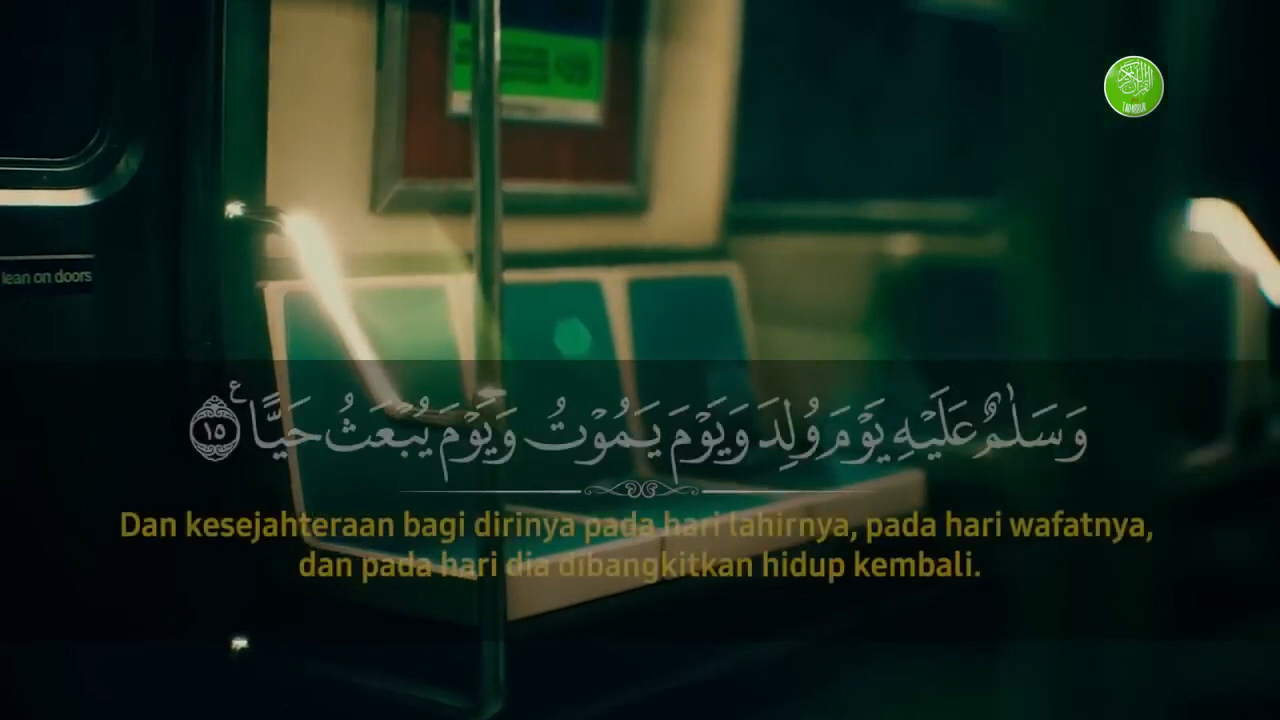 lean on doors
وَسَلٰمٌ عَلَيْهِ يَوْمَ وُلِدَ وَيَوْمَ يَمُوْتُ وَيَوْمَ يُبْعَثُ حَيًّا ࣖ ١٥
Dan kesejahteraan bagi dirinya pada hari lahirnya, pada hari wafatnya,
dan pada hari dia dibangkitkan hidup kembali.